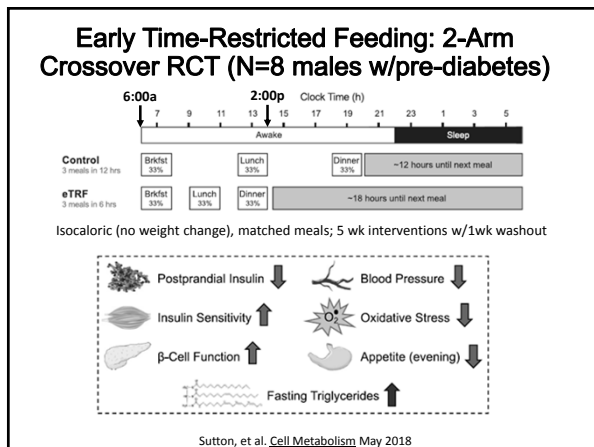 Early Time-Restricted Feeding: 2-Arm
Crossover RCT (N=8 males w/pre-diabetes)
6:00a 2:00p Clock Time (h)
7 9 11 13 15 17 19 21 23 1 3 5
Awake Sleep
Control
3 meals in 12 hrs
Brkfst 33%
Lunch 33%
Dinner 33%
~12 hours until next meal
eTRF
3 meals in 6 hrs
Brkfst 33%
Lunch 33%
Dinner 33%
~18 hours until next meal
Isocaloric (no weight change), matched meals; 5 wk interventions w/1wk washout
Postprandial Insulin
Blood Pressure
Insulin Sensitivity
O2
Oxidative Stress
β-Cell Function
Appetite (evening)
Fasting Triglycerides
Sutton, et al. Cell Metabolism May 2018